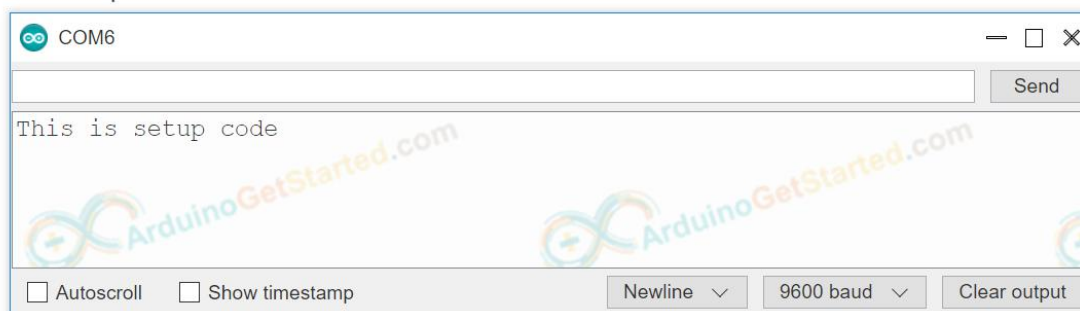 COM6
Send
This is setup code
ArduinoGetStarted.com
ArduinoGetStarted.com
Autoscroll Show timestamp Newline 9600 baud Clear output